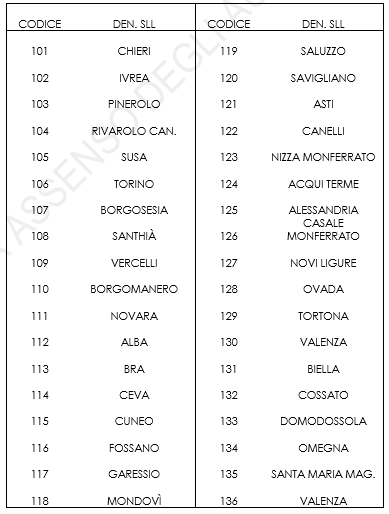 CODICE DEN. SLL CODICE DEN. SLL
101 CHIERI 119 SALUZZO
102 IVREA 120 SAVIGLIANO
103 PINEROLO 121 ASTI
104 RIVAROLO CAN. 122 CANELLI
105 SUSA 123 NIZZA MONFERRATO
106 TORINO 124 ACQUI TERME
107 BORGOSESIA 125 ALESSANDRIA
108 SANTHIÀ 126 CASALE
MONFERRATO
109 VERCELLI 127 NOVI LIGURE
110 BORGOMANERO 128 OVADA
111 NOVARA 129 TORTONA
112 ALBA 130 VALENZA
113 BRA 131 BIELLA
114 CEVA 132 COSSATO
115 CUNEO 133 DOMODOSSOLA
116 FOSSANO 134 OMEGNA
117 GARESSIO 135 SANTA MARIA MAG.
118 MONDOVÌ 136 VALENZA
ASSENSO DEGLI